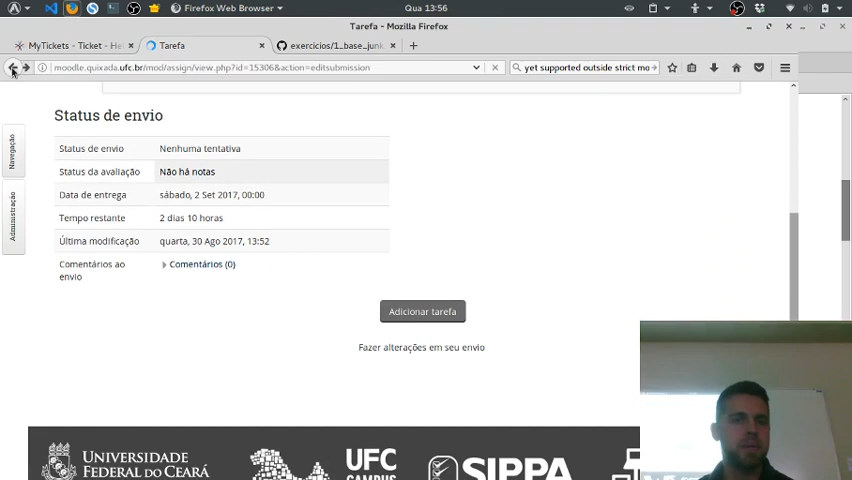 Firefox Web Browser
Qua 13:56
Tarefa - Mozilla Firefox
MyTickets - Ticket - He
Tarefa
exercicios/1_base_jun
moodle.quixada.ufc.br/mod/assign/view.php?id=15306&action=editsubmission
yet supported outside strict mo
Status de envio
Status de envio Nenhuma tentativa
Status da avaliação Não há notas
Data de entrega sábado, 2 Set 2017, 00:00
Tempo restante 2 dias 10 horas
Última modificação quarta, 30 Ago 2017, 13:52
Comentários ao envio
Comentários (0)
Navegação
Administração
Adicionar tarefa
Fazer alterações em seu envio
UNIVERSIDADE
FEDERAL DO CEARÁ
UFC
CAMPUS
SIPPA